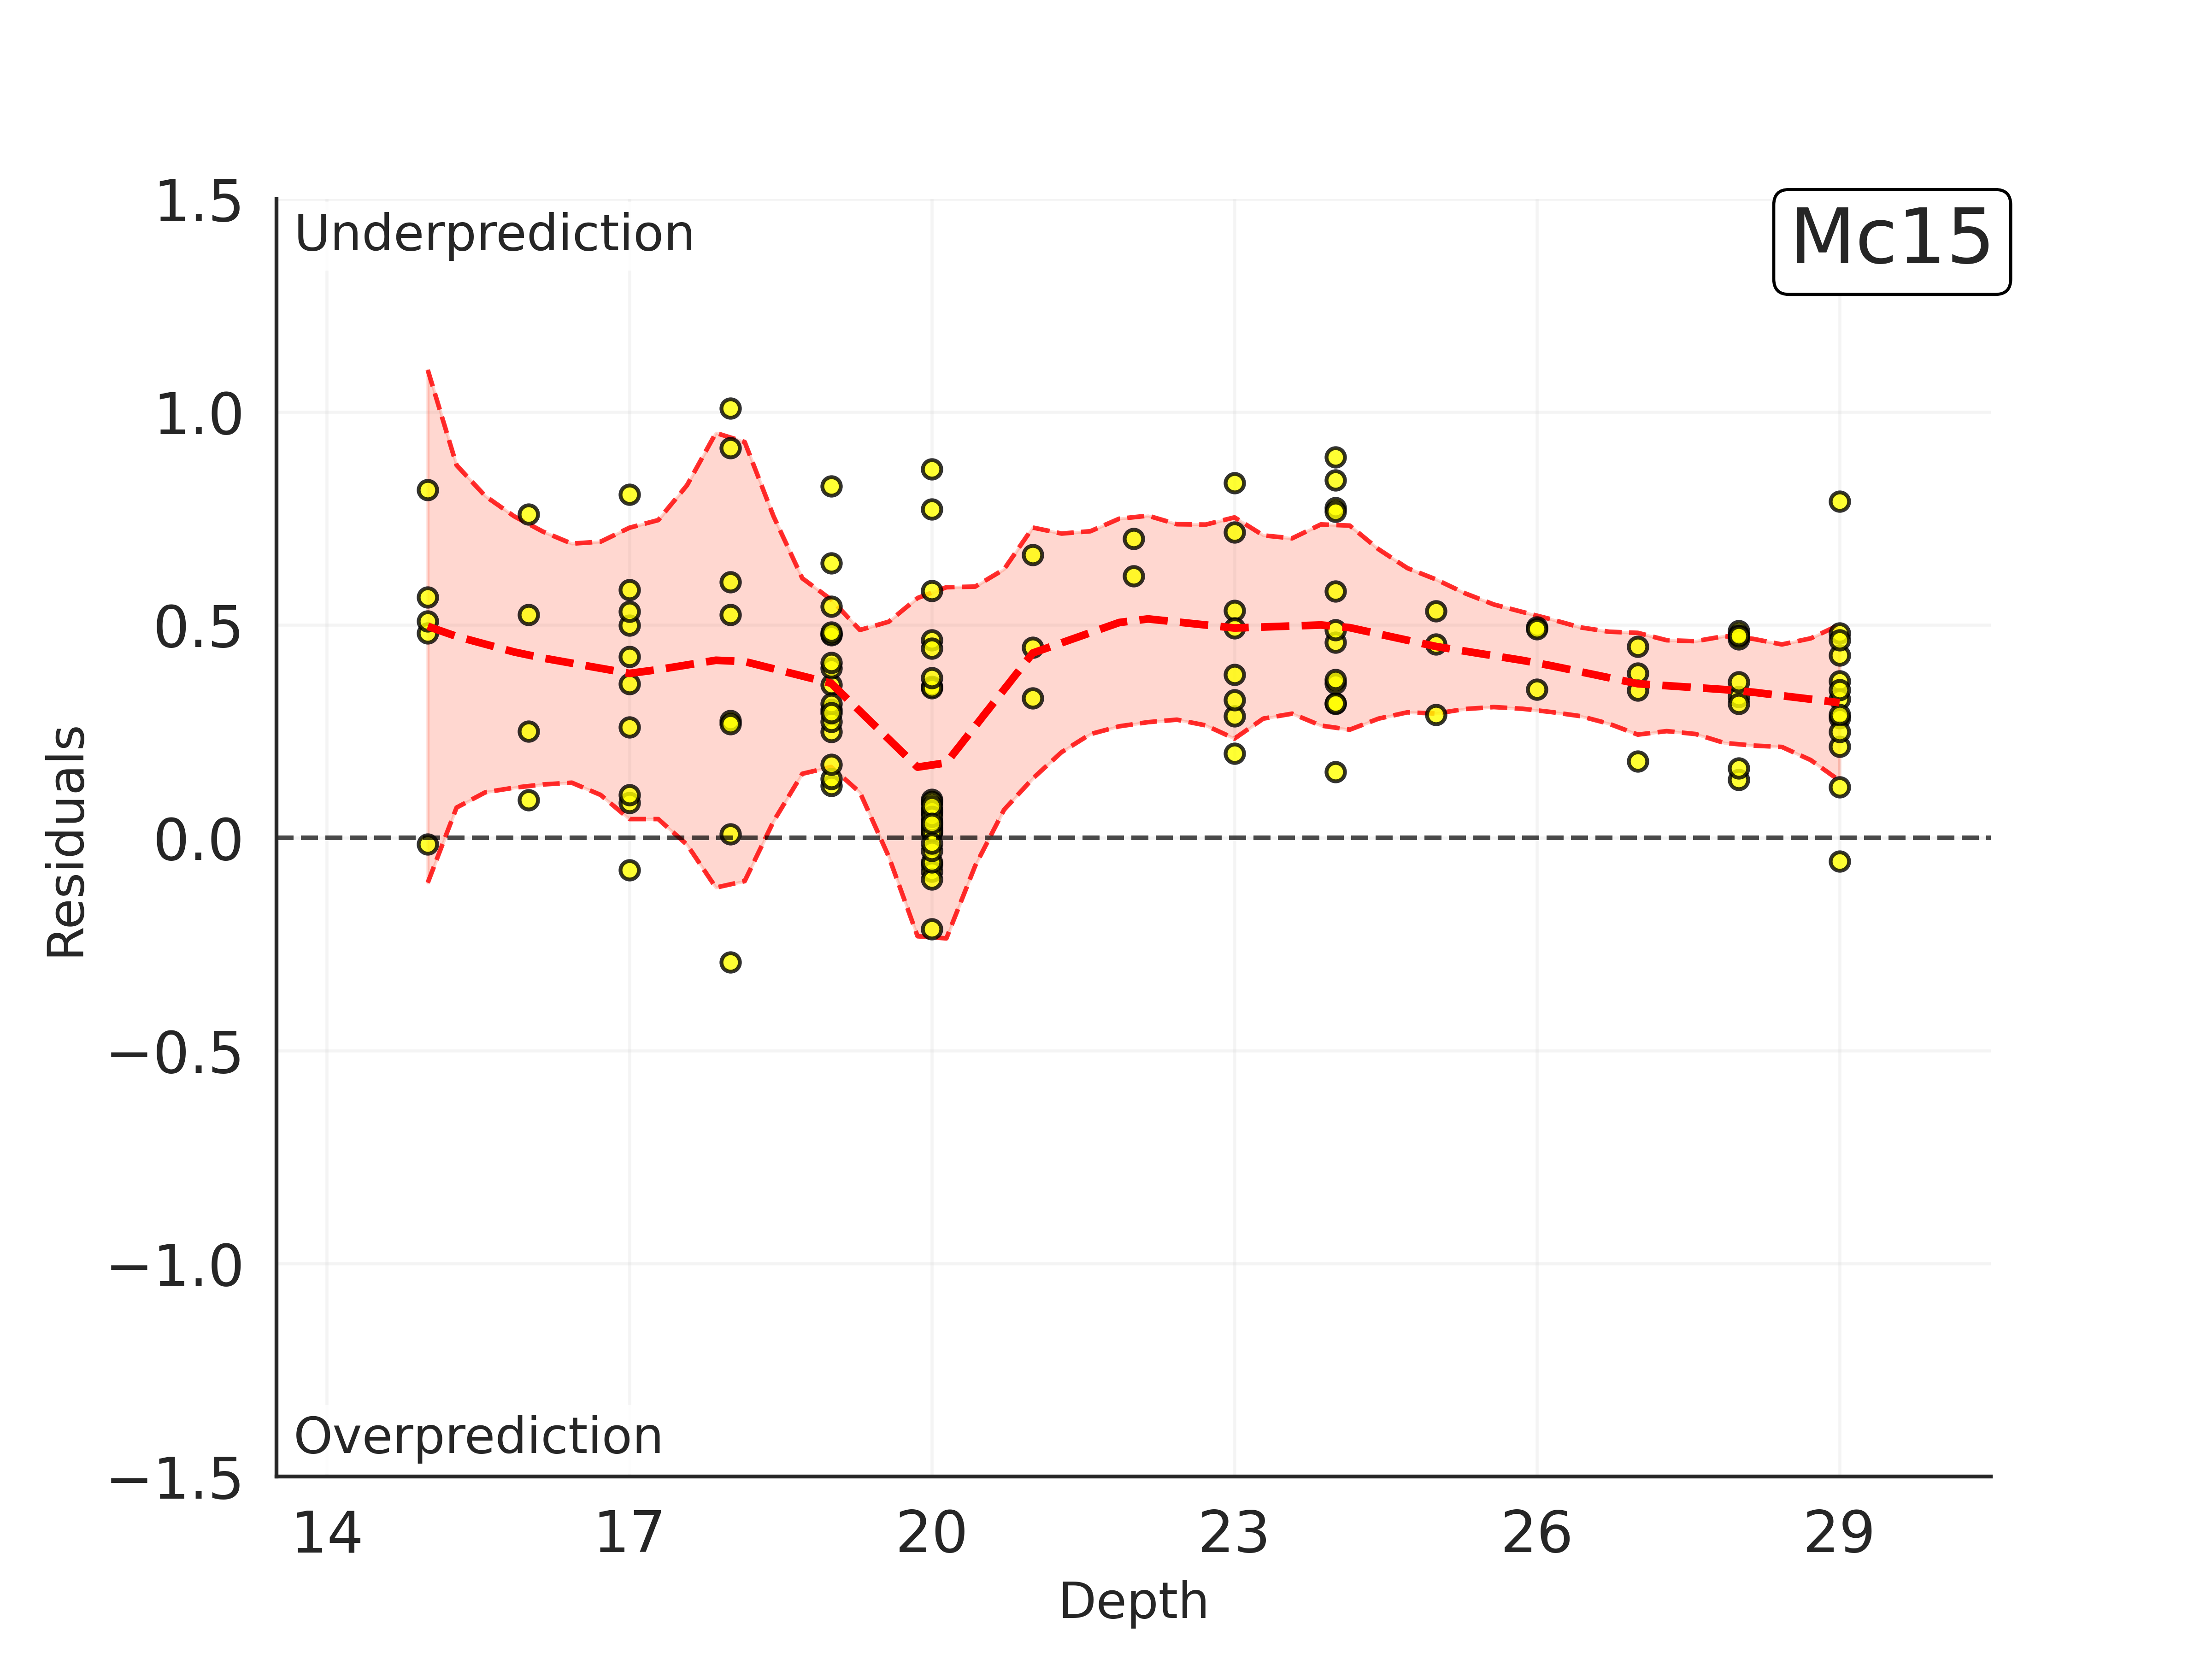 Mc15
Underprediction
1.5
1.0
0.5
0.0
−0.5
−1.0
−1.5
Residuals
Overprediction
14 17 20 23 26 29
Depth